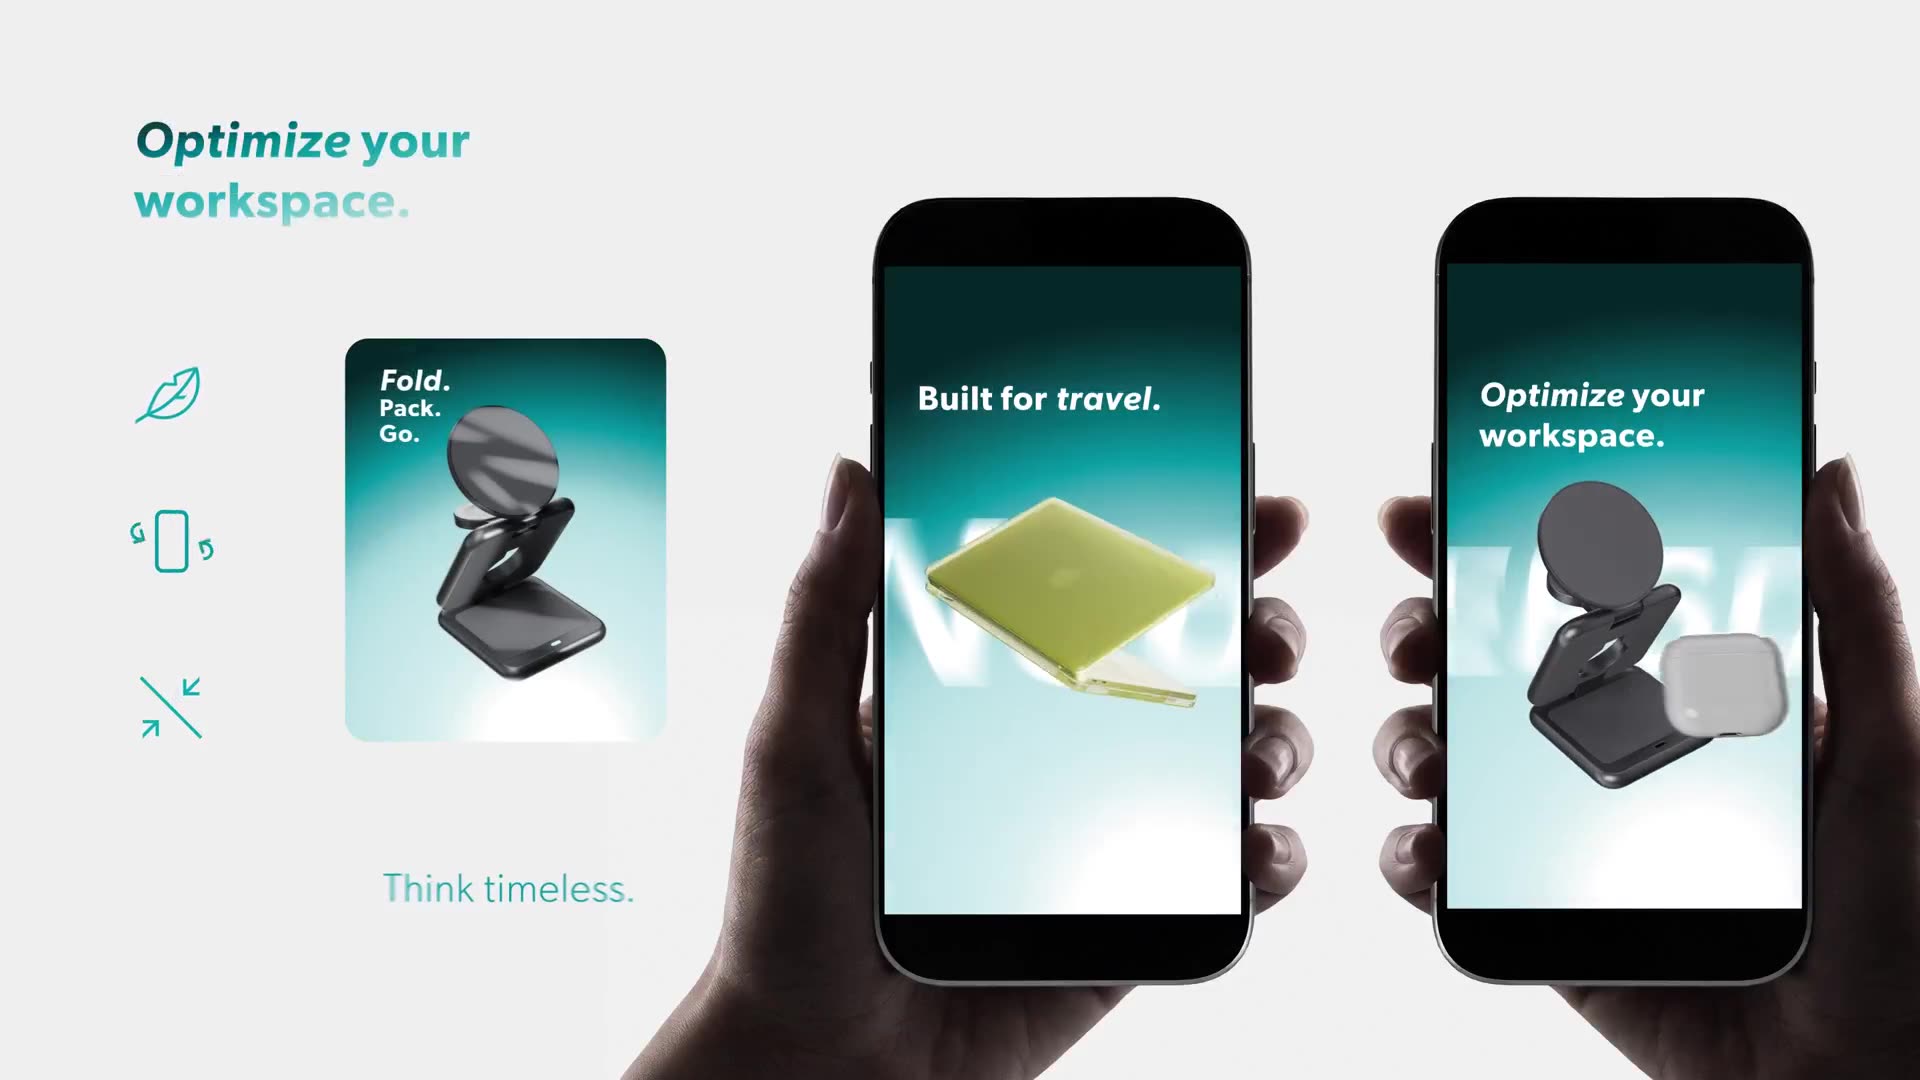 Optimize your
workspace.
Fold.
Pack.
Go.
Think timeless.
Built for travel.
Optimize your
workspace.